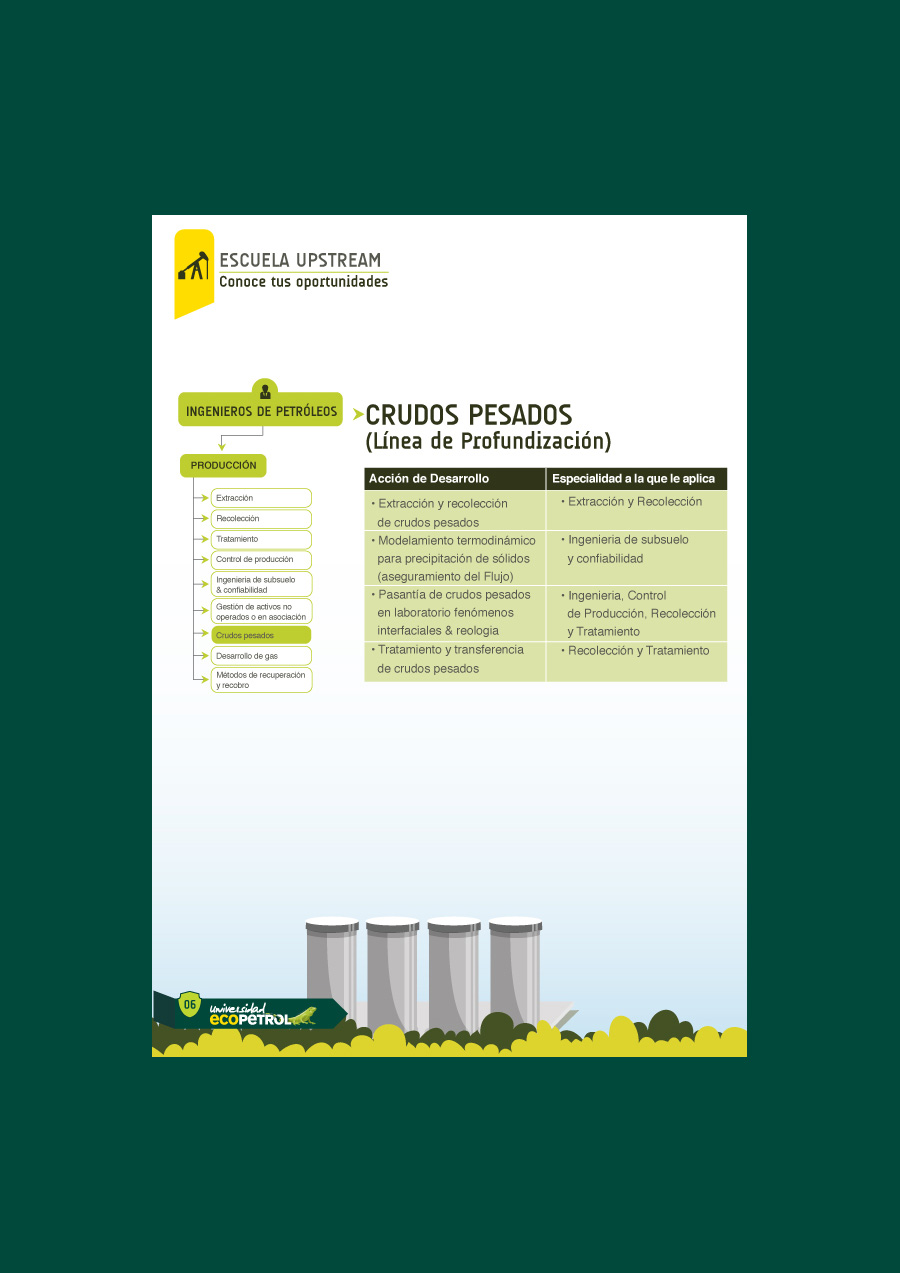 ESCUELA UPSTREAM
Conoce tus oportunidades
INGENIEROS DE PETRÓLEOS
PRODUCCIÓN
Extracción
Recolección
Tratamiento
Control de producción
Ingenieria de subsuelo
& confiabilidad
Gestión de activos no
operados o en asociación
Crudos pesados
Desarrollo de gas
Métodos de recuperación
y recobro
CRUDOS PESADOS
(Línea de Profundización)
Acción de Desarrollo
Especialidad a la que le aplica
• Extracción y recolección
de crudos pesados
• Extracción y Recolección
• Modelamiento termodinámico
para precipitación de sólidos
(aseguramiento del Flujo)
• Ingenieria de subsuelo
y confiabilidad
• Pasantía de crudos pesados
en laboratorio fenómenos
interfaciales & reologia
• Ingenieria, Control
de Producción, Recolección
y Tratamiento
• Tratamiento y transferencia
de crudos pesados
• Recolección y Tratamiento
06
universidad
ecoPETROL